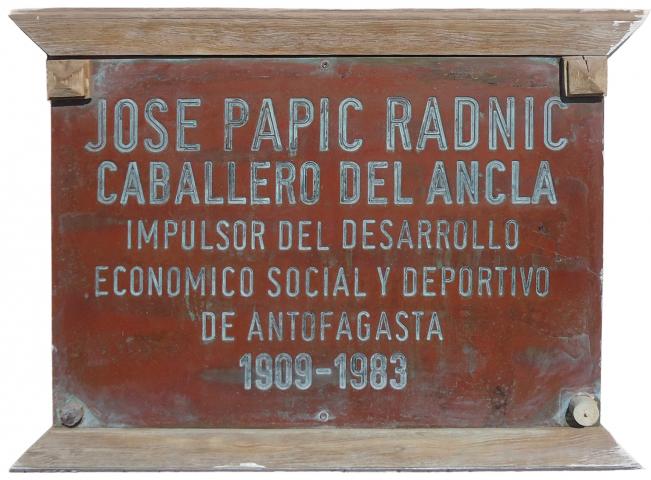 JOSE PAPIC RADNIC
CABALLERO DEL ANCLA
IMPULSOR DEL DESARROLLO
ECONOMICO SOCIAL Y DEPORTIVO
DE ANTOFAGASTA
1909-1983